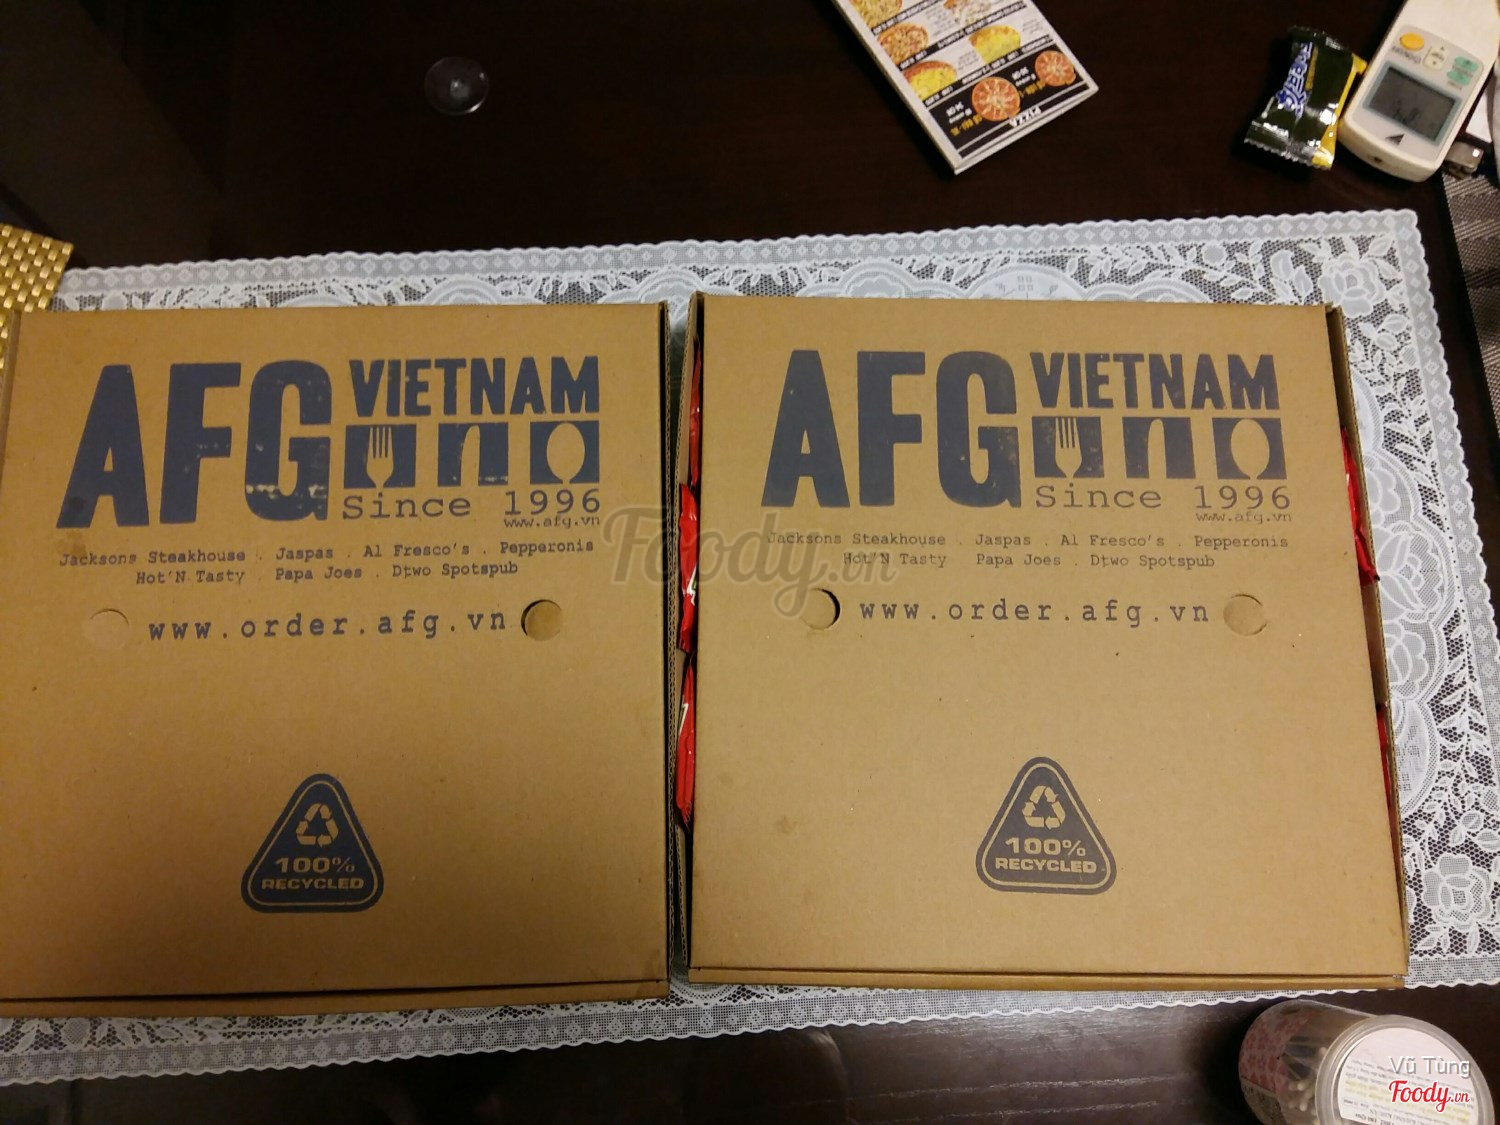 AFG VIETNAM
Since 1996
www.afg.vn
Jacksons Steakhouse . Jaspas . Al Fresco's . Pepperonis
Hot'N Tasty . Papa Joes . Dtwo Spotspub
www.order.afg.vn
100%
RECYCLED
AFG VIETNAM
Since 1996
www.afg.vn
Jacksons Steakhouse . Jaspas . Al Fresco's . Pepperonis
Hot'N Tasty Papa Joes . Dtwo Spotspub
www.order.afg.vn
100%
RECYCLED
PIZZA
Foody.vn
Vũ Tùng
Foody.vn